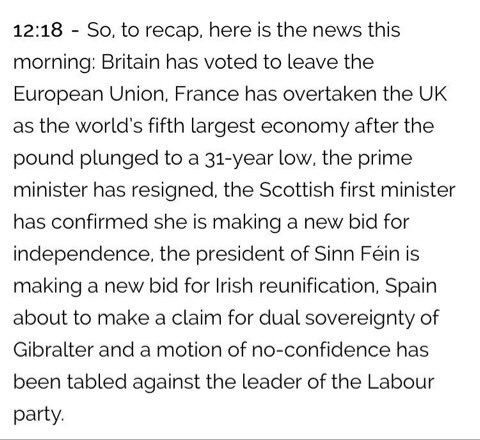 12:18 - So, to recap, here is the news this
morning: Britain has voted to leave the
European Union, France has overtaken the UK
as the world's fifth largest economy after the
pound plunged to a 31-year low, the prime
minister has resigned, the Scottish first minister
has confirmed she is making a new bid for
independence, the president of Sinn Féin is
making a new bid for Irish reunification, Spain
about to make a claim for dual sovereignty of
Gibralter and a motion of no-confidence has
been tabled against the leader of the Labour
party.